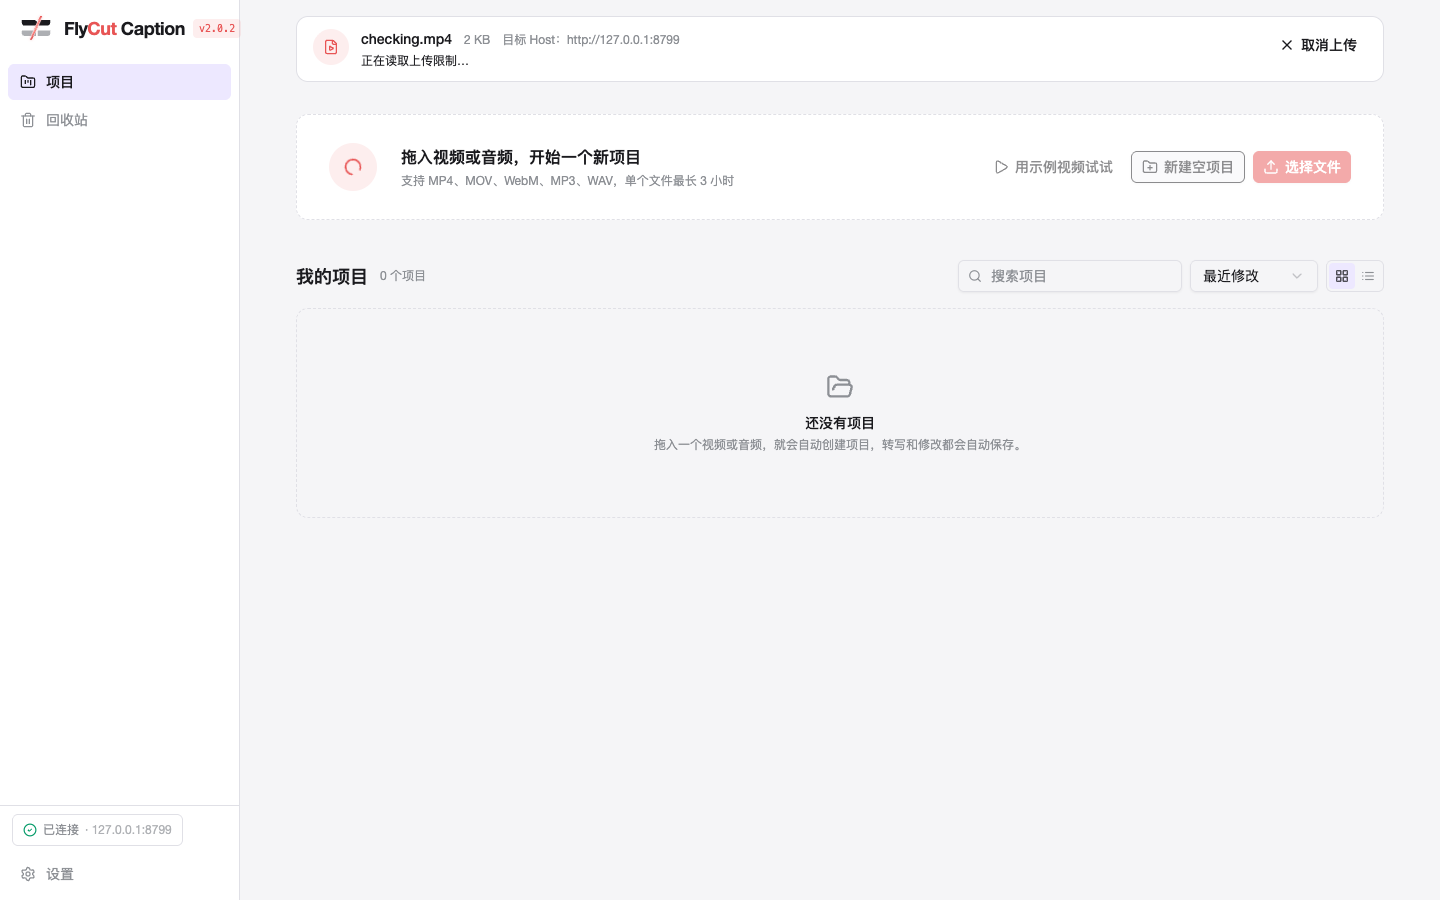 FlyCut Caption v2.0.2
项目
回收站
已连接 · 127.0.0.1:8799
设置
checking.mp4 2 KB 目标 Host：http://127.0.0.1:8799
正在读取上传限制...
取消上传
拖入视频或音频，开始一个新项目
支持 MP4、MOV、WebM、MP3、WAV，单个文件最长 3 小时
用示例视频试试
新建空项目
选择文件
我的项目 0 个项目
搜索项目
最近修改
还没有项目
拖入一个视频或音频，就会自动创建项目，转写和修改都会自动保存。